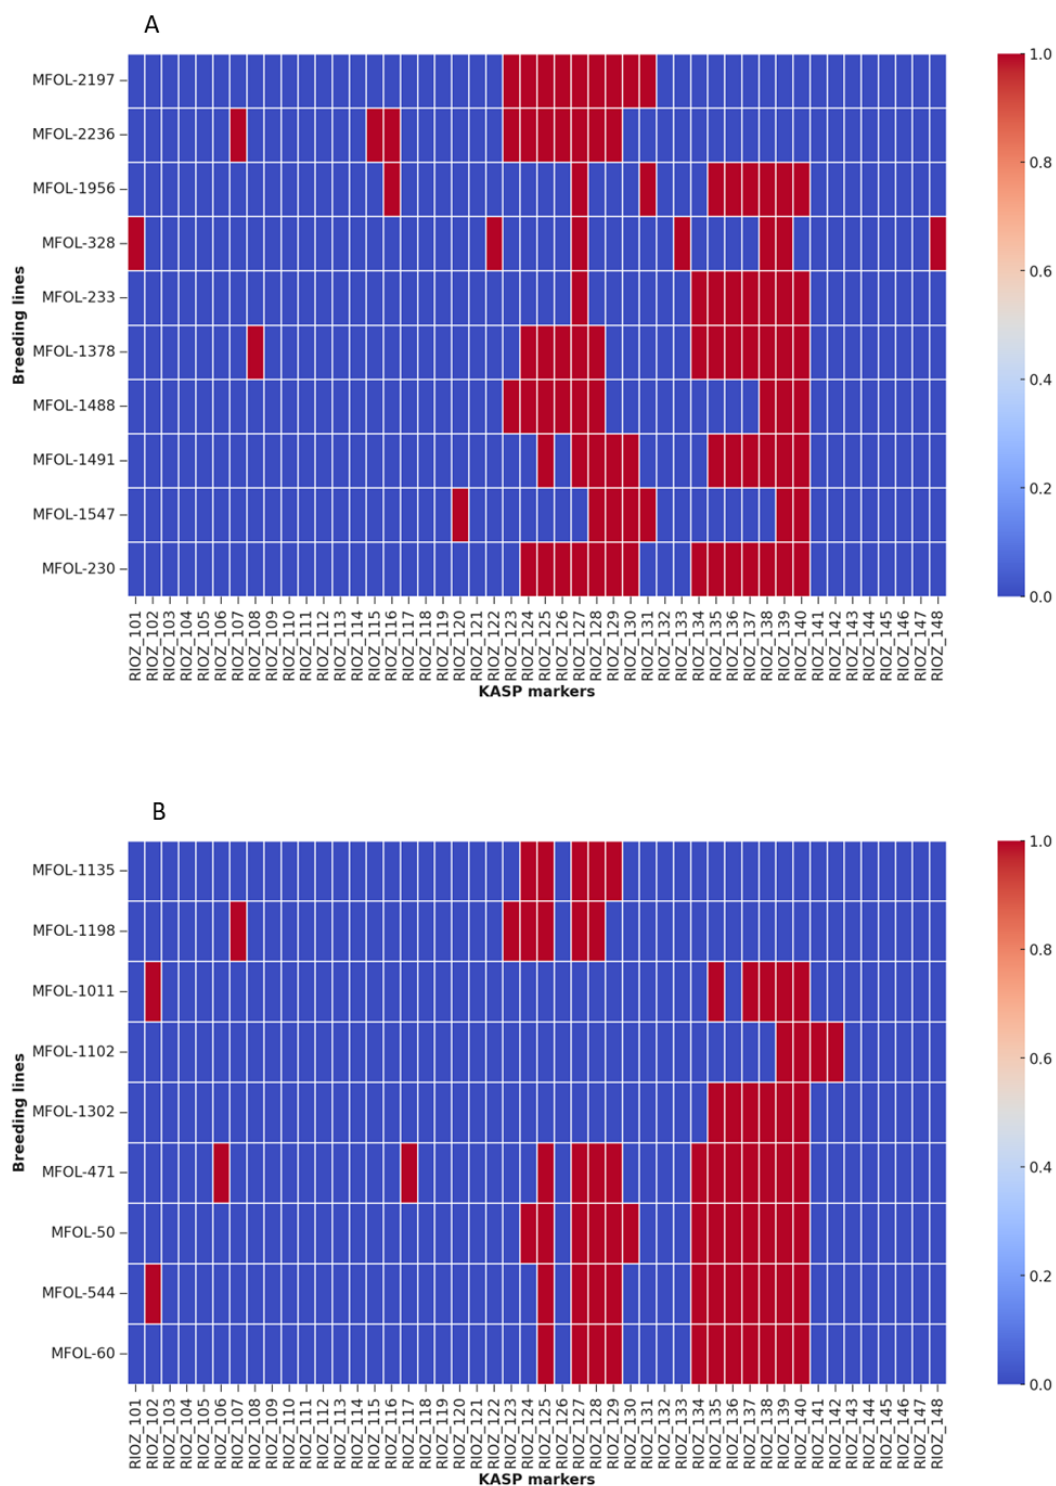 A
MFOL-2197
MFOL-2236
MFOL-1956
MFOL-328
MFOL-233
MFOL-1378
MFOL-1488
MFOL-1491
MFOL-1547
MFOL-230
Breeding lines
RIOZ_101
RIOZ_102
RIOZ_103
RIOZ_104
RIOZ_105
RIOZ_106
RIOZ_107
RIOZ_108
RIOZ_109
RIOZ_110
RIOZ_111
RIOZ_112
RIOZ_113
RIOZ_114
RIOZ_115
RIOZ_116
RIOZ_117
RIOZ_118
RIOZ_119
RIOZ_120
RIOZ_121
RIOZ_122
RIOZ_123
RIOZ_124
RIOZ_125
RIOZ_126
RIOZ_127
RIOZ_128
RIOZ_129
RIOZ_130
RIOZ_131
RIOZ_132
RIOZ_133
RIOZ_134
RIOZ_135
RIOZ_136
RIOZ_137
RIOZ_138
RIOZ_139
RIOZ_140
RIOZ_141
RIOZ_142
RIOZ_143
RIOZ_144
RIOZ_145
RIOZ_146
RIOZ_147
RIOZ_148
KASP markers
1.0
0.8
0.6
0.4
0.2
0.0
B
MFOL-1135
MFOL-1198
MFOL-1011
MFOL-1102
MFOL-1302
MFOL-471
MFOL-50
MFOL-544
MFOL-60
Breeding lines
RIOZ_101
RIOZ_102
RIOZ_103
RIOZ_104
RIOZ_105
RIOZ_106
RIOZ_107
RIOZ_108
RIOZ_109
RIOZ_110
RIOZ_111
RIOZ_112
RIOZ_113
RIOZ_114
RIOZ_115
RIOZ_116
RIOZ_117
RIOZ_118
RIOZ_119
RIOZ_120
RIOZ_121
RIOZ_122
RIOZ_123
RIOZ_124
RIOZ_125
RIOZ_126
RIOZ_127
RIOZ_128
RIOZ_129
RIOZ_130
RIOZ_131
RIOZ_132
RIOZ_133
RIOZ_134
RIOZ_135
RIOZ_136
RIOZ_137
RIOZ_138
RIOZ_139
RIOZ_140
RIOZ_141
RIOZ_142
RIOZ_143
RIOZ_144
RIOZ_145
RIOZ_146
RIOZ_147
RIOZ_148
KASP markers
1.0
0.8
0.6
0.4
0.2
0.0